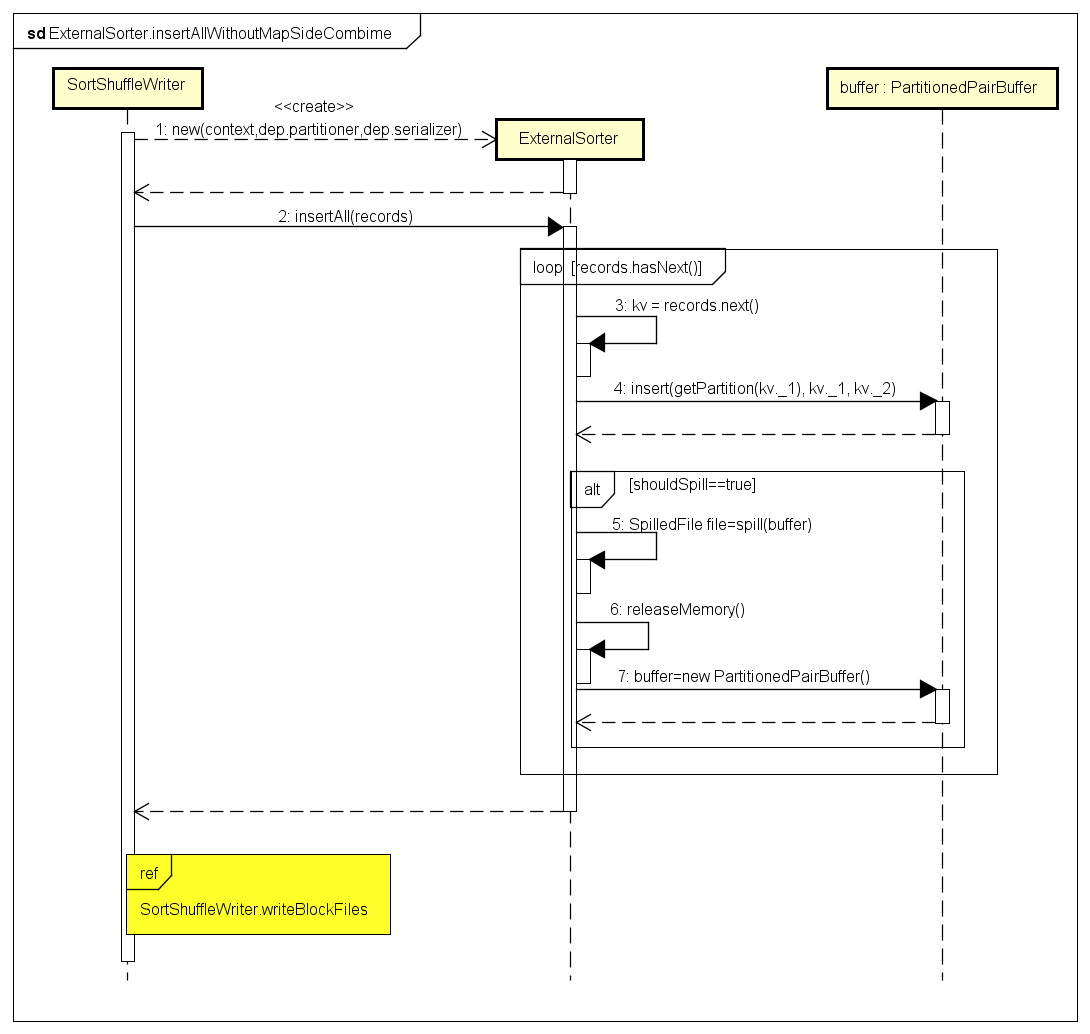 sd ExternalSorter.insertAllWithoutMapSideCombime
SortShuffleWriter
buffer : PartitionedPairBuffer
<<create>>
1: new(context,dep.partitioner,dep.serializer)
ExternalSorter
2: insertAll(records)
loop [records.hasNext()]
3: kv = records.next()
4: insert(getPartition(kv._1), kv._1, kv._2)
alt [shouldSpill==true]
5: SpilledFile file=spill(buffer)
6: releaseMemory()
7: buffer=new PartitionedPairBuffer()
ref
SortShuffleWriter.writeBlockFiles